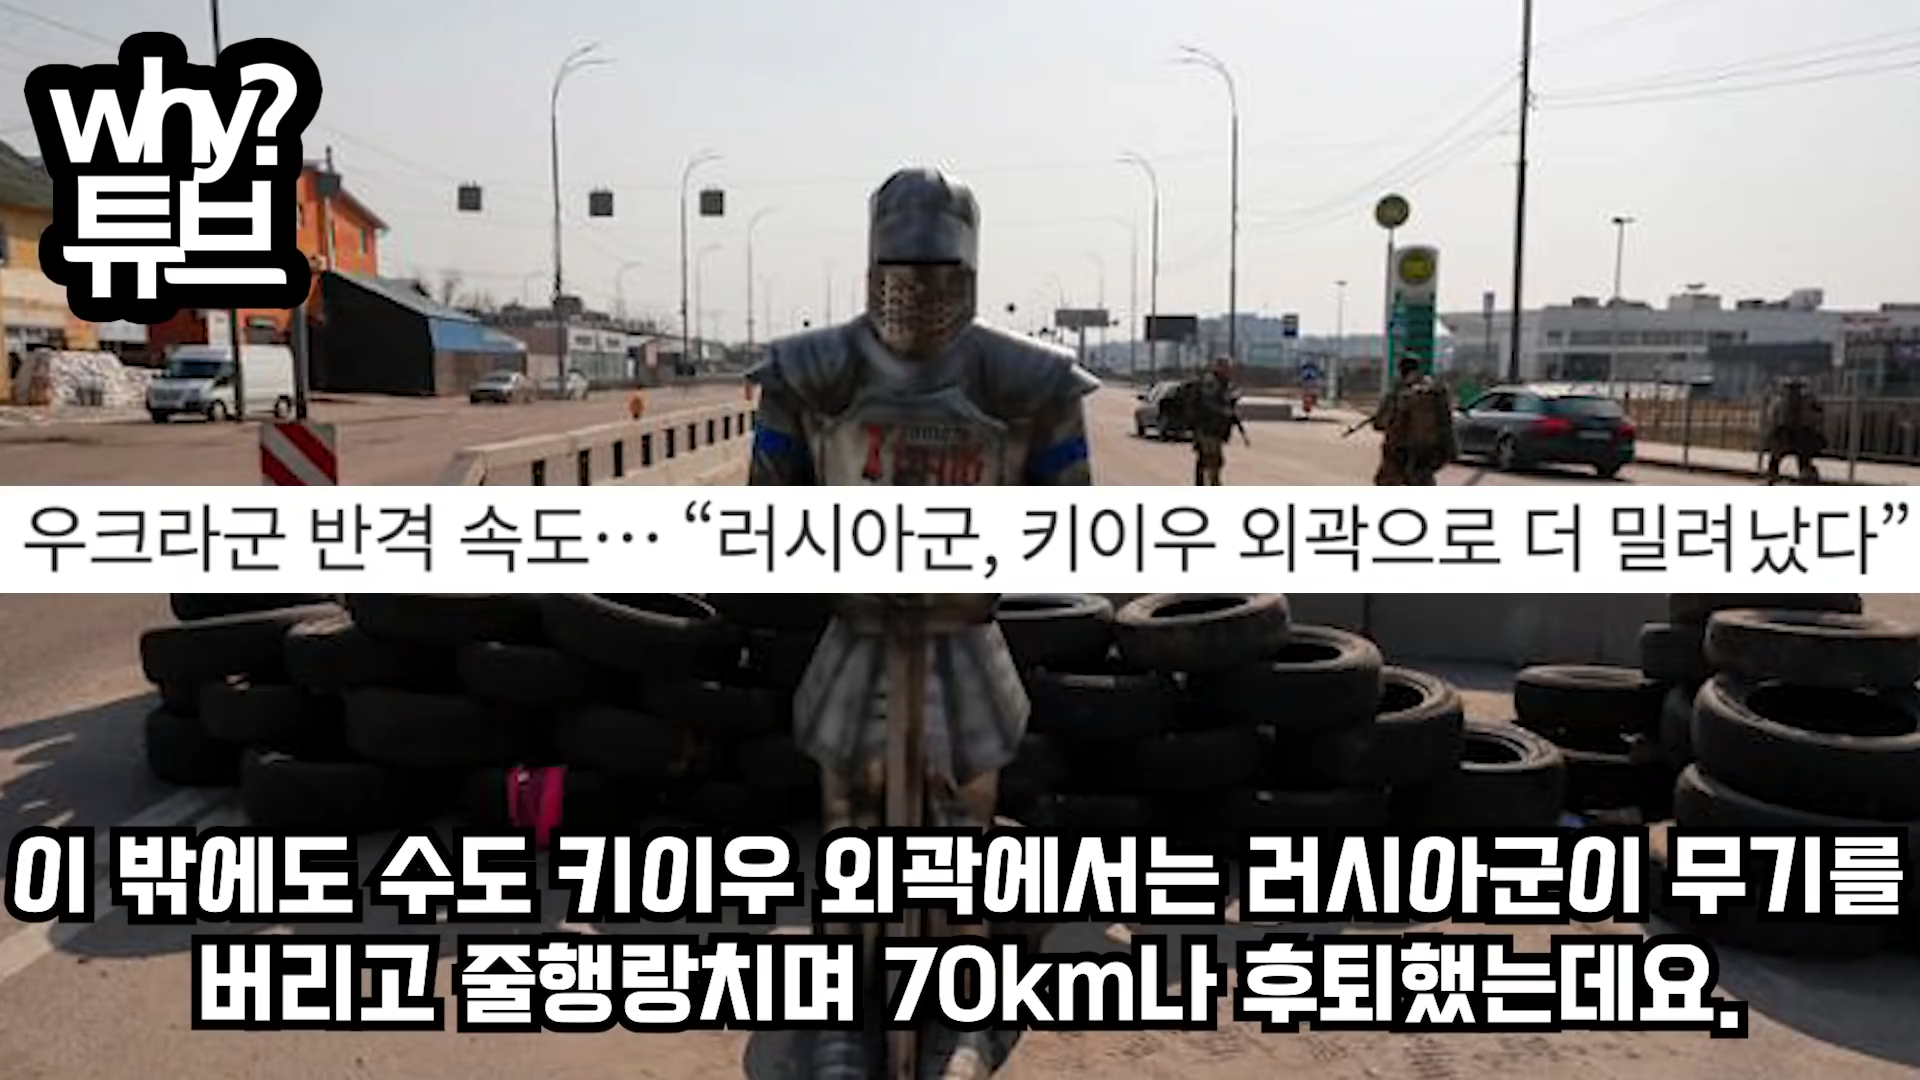 why?
튜브
우크라군 반격 속도… “러시아군, 키이우 외곽으로 더 밀려났다”
이 밖에도 수도 키이우 외곽에서는 러시아군이 무기를
버리고 줄행랑치며 70km나 후퇴했는데요.